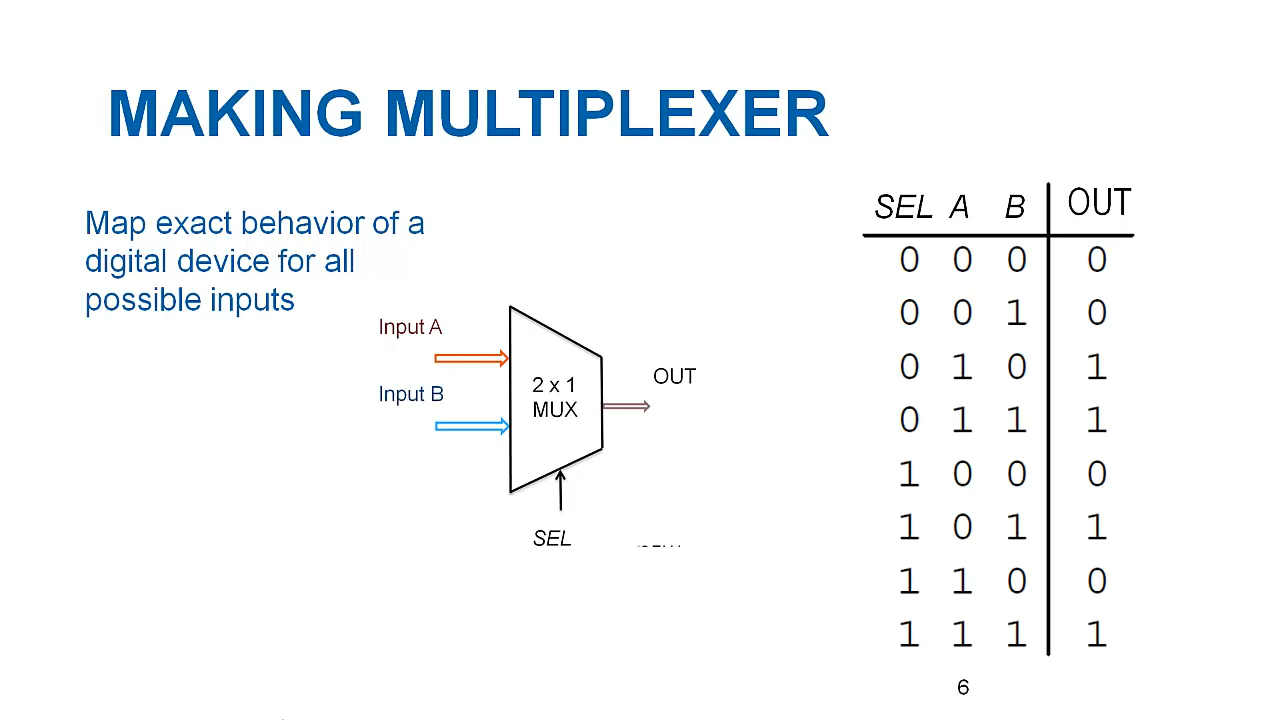 MAKING MULTIPLEXER
Map exact behavior of a
digital device for all
possible inputs
Input A
Input B
2 x 1
MUX
OUT
SEL
SEL A B OUT
0 0 0 0
0 0 1 0
0 1 0 1
0 1 1 1
1 0 0 0
1 0 1 1
1 1 0 0
1 1 1 1
6